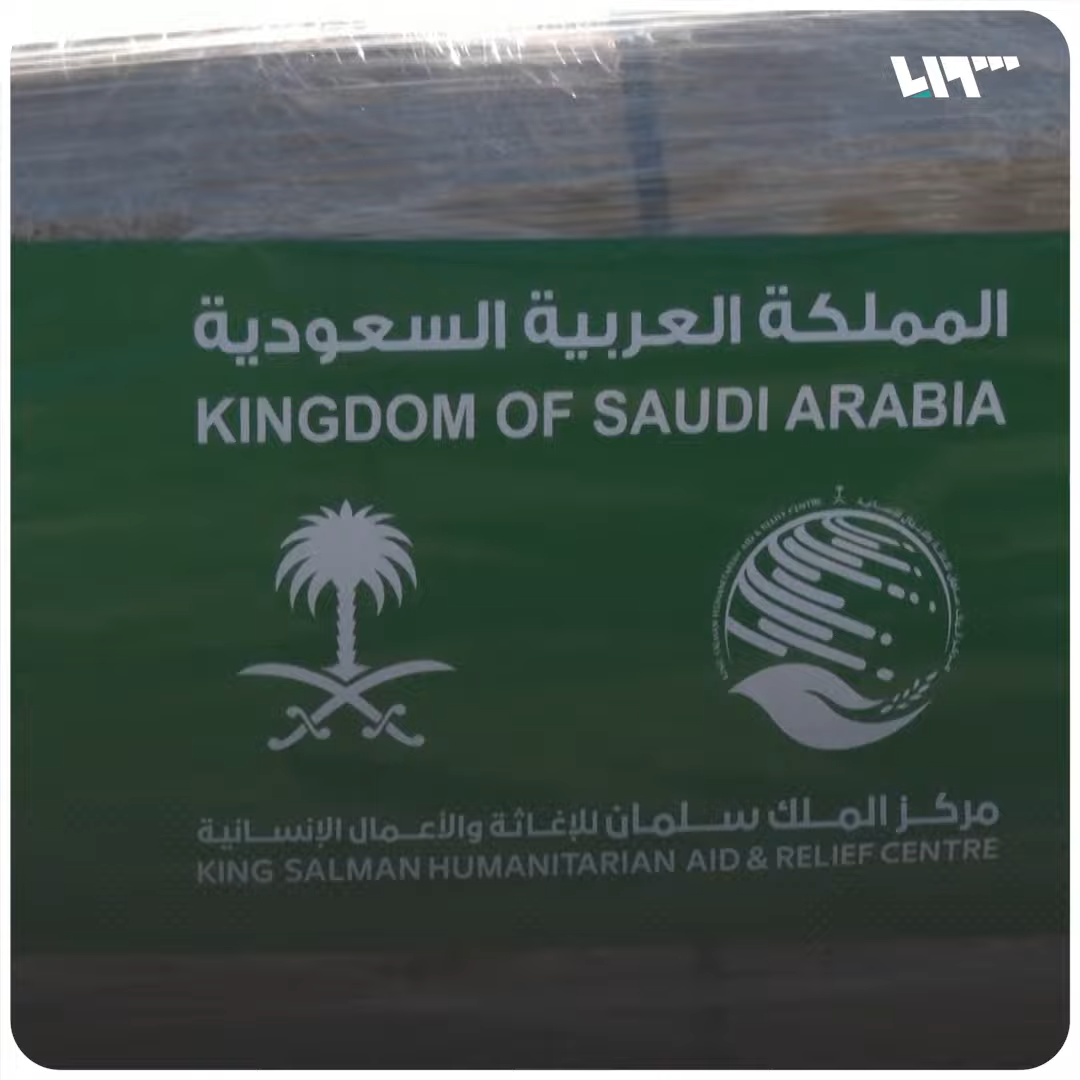 المملكة العربية السعودية
KINGDOM OF SAUDI ARABIA
مركز الملك سلمان للإغاثة والأعمال الإنسانية
KING SALMAN HUMANITARIAN AID & RELIEF CENTRE